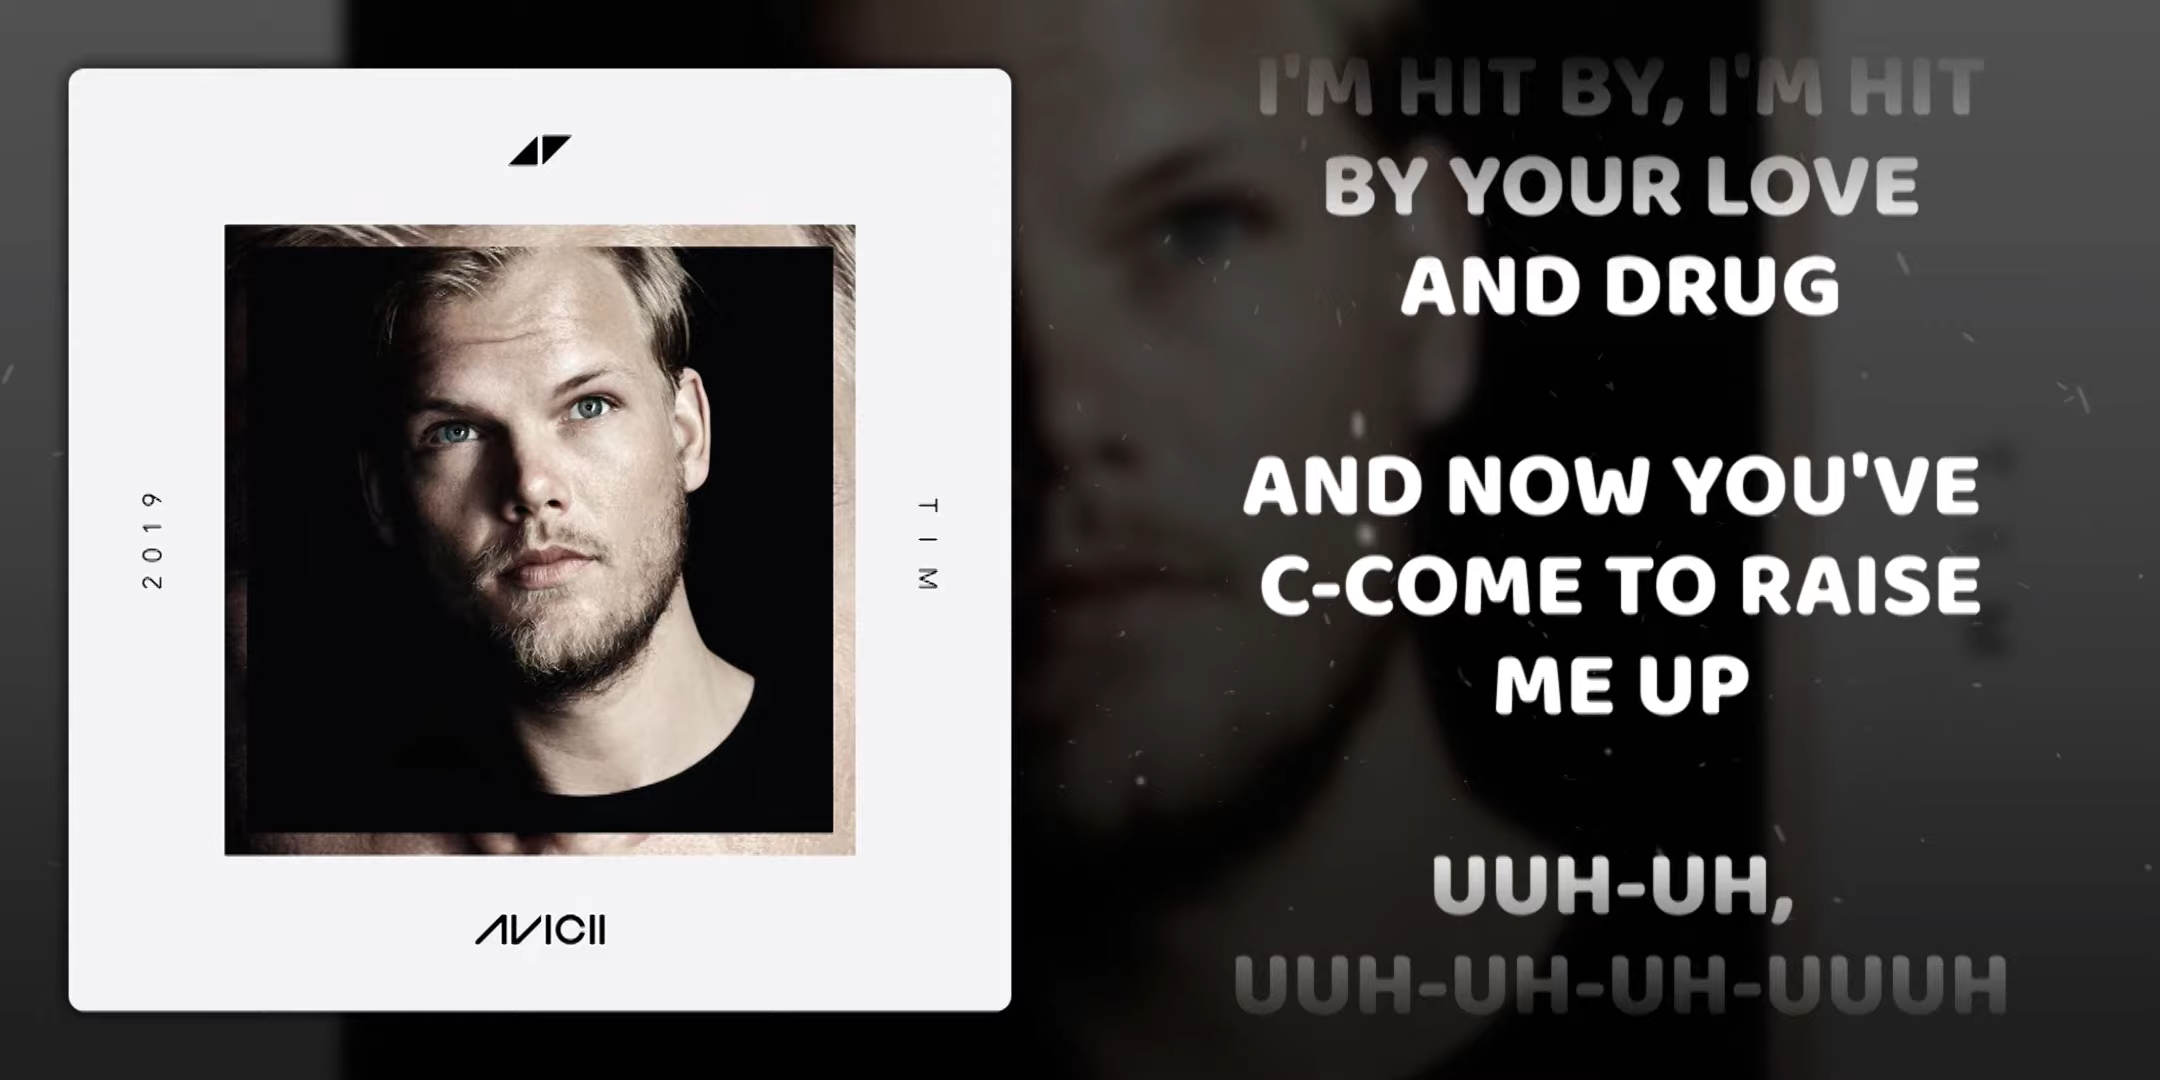 2019
TIM
AVICII
I'M HIT BY, I'M HIT
BY YOUR LOVE
AND DRUG
AND NOW YOU'VE
C-COME TO RAISE
ME UP
UUH-UH,
UUH-UH-UH-UUUH